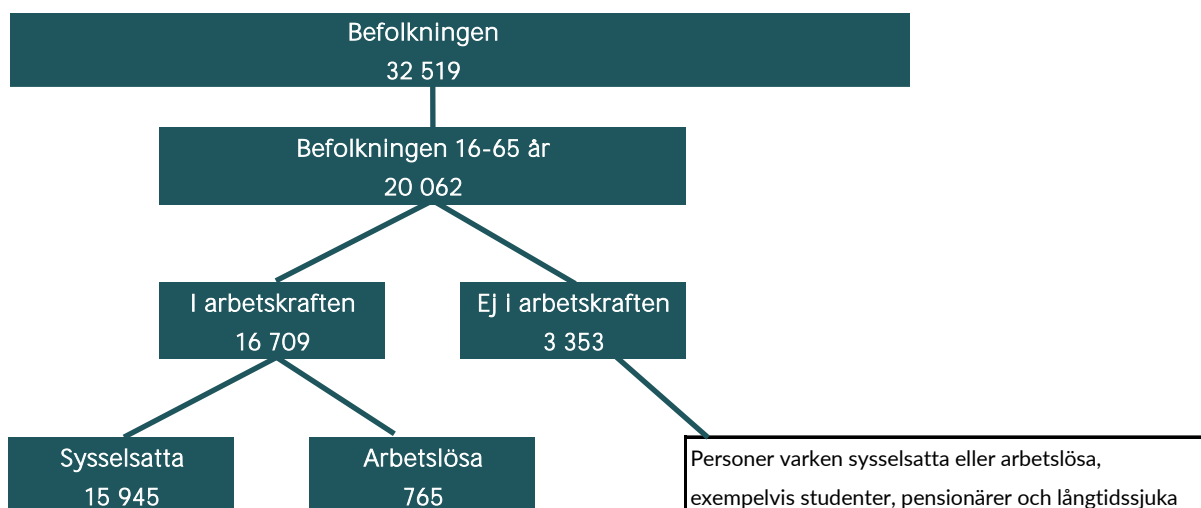 Befolkningen
32 519
Befolkningen 16-65 år
20 062
I arbetskraften
16 709
Ej i arbetskraften
3 353
Sysselsatta
15 945
Arbetslösa
765
Personer varken sysselsatta eller arbetslösa,
exempelvis studenter, pensionärer och långtidssjuka